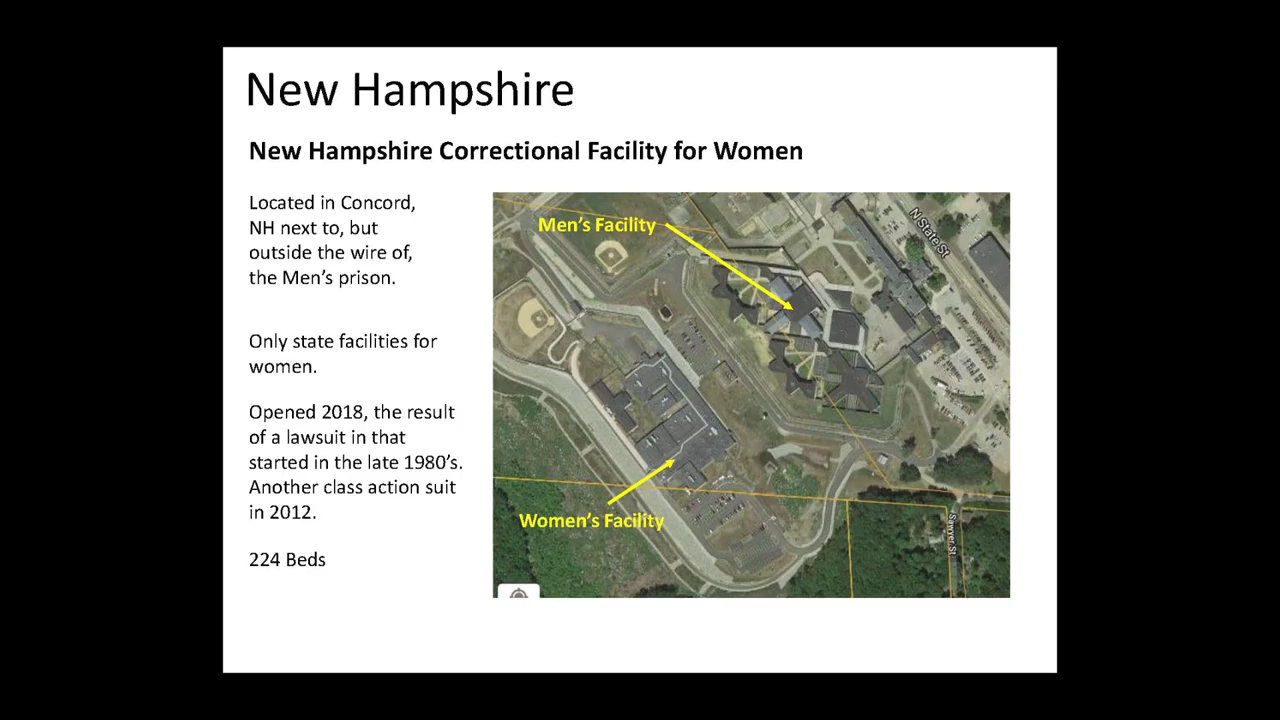 New Hampshire
New Hampshire Correctional Facility for Women
Located in Concord,
NH next to, but
outside the wire of,
the Men's prison.
Only state facilities for
women.
Opened 2018, the result
of a lawsuit in that
started in the late 1980's.
Another class action suit
in 2012.
224 Beds
Men's Facility
N State St
Women's Facility
Sawyer St